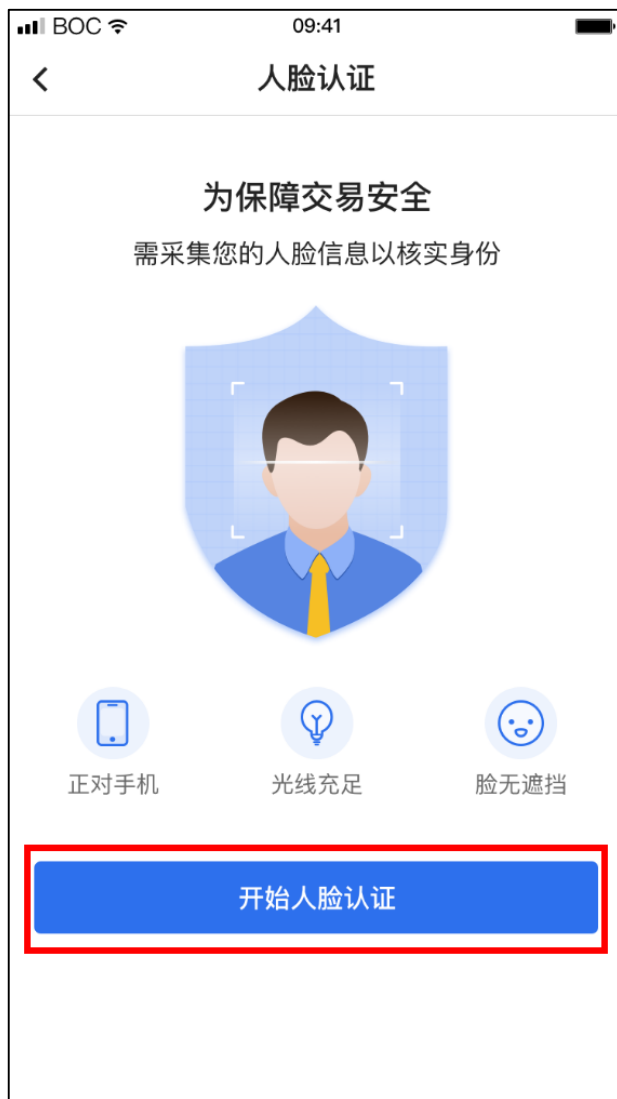 BOC 09:41
人脸认证
为保障交易安全
需采集您的人脸信息以核实身份
正对手机 光线充足 脸无遮挡
开始人脸认证